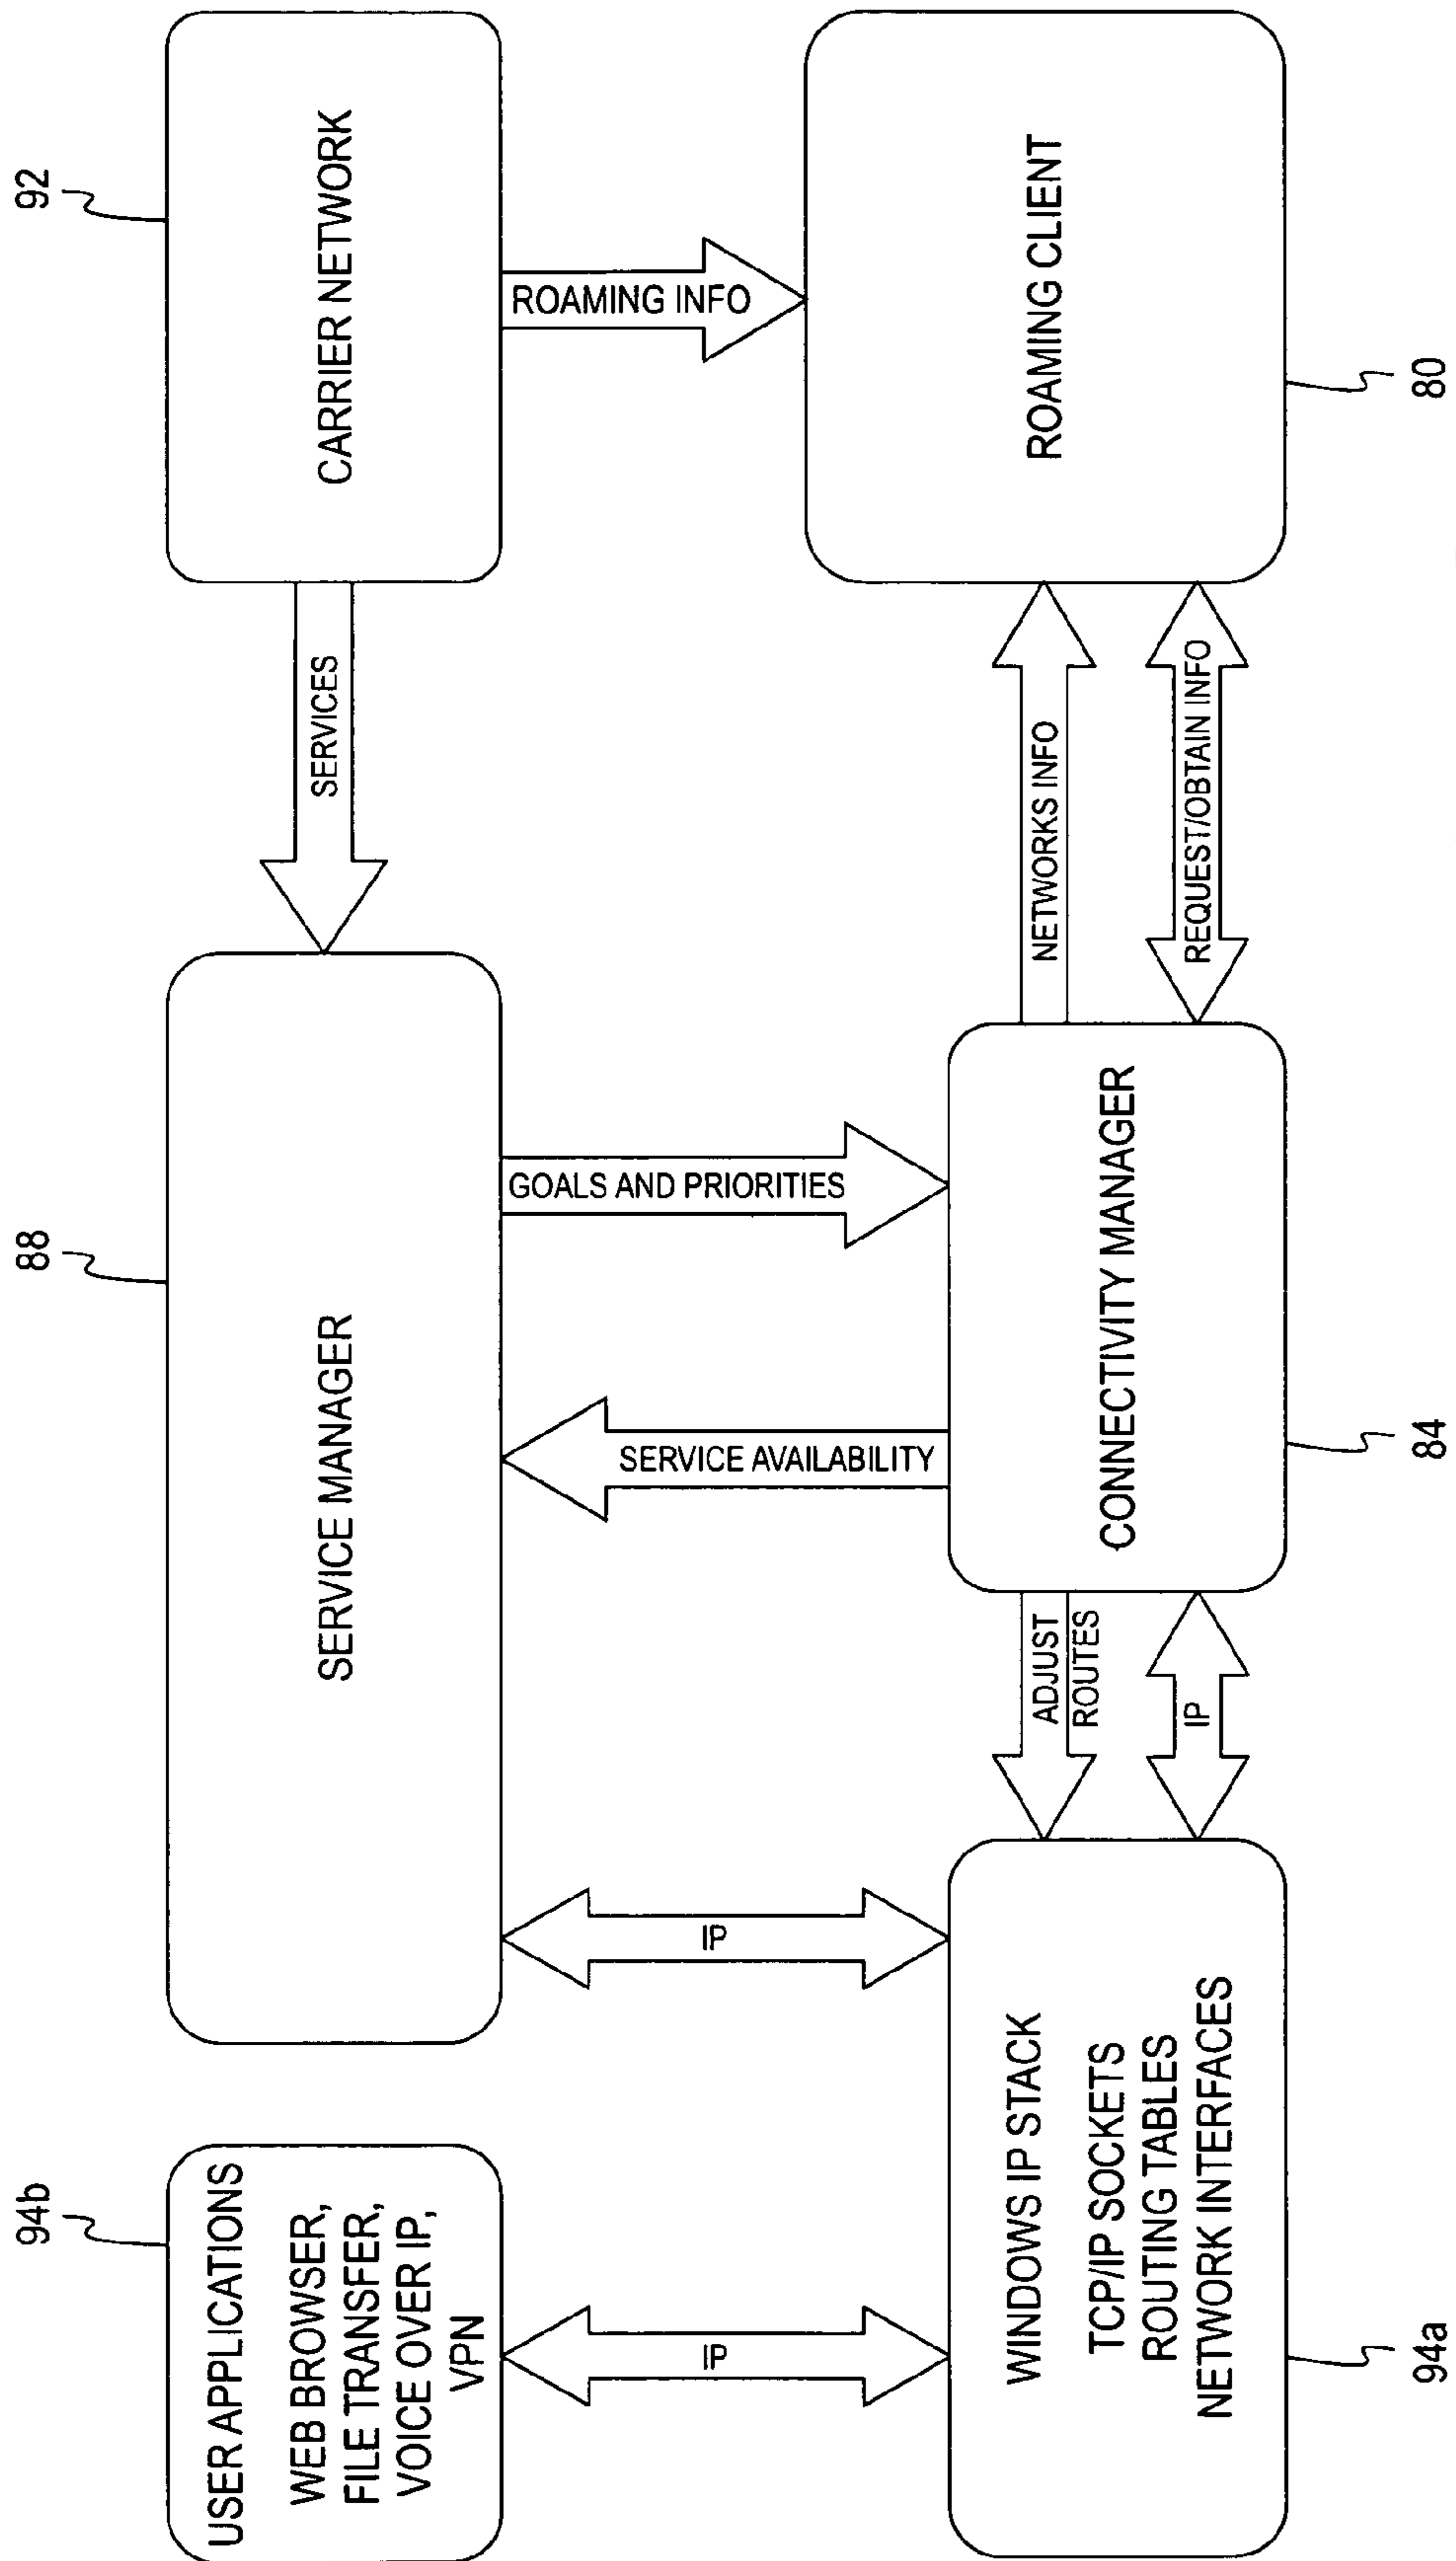 94b
88
92
USER APPLICATIONS
WEB BROWSER,
FILE TRANSFER,
VOICE OVER IP,
VPN
SERVICE MANAGER
SERVICES
CARRIER NETWORK
IP
IP
SERVICE AVAILABILITY
GOALS AND PRIORITIES
ROAMING INFO
WINDOWS IP STACK
TCP/IP SOCKETS
ROUTING TABLES
NETWORK INTERFACES
ADJUST
ROUTES
IP
CONNECTIVITY MANAGER
NETWORKS INFO
REQUEST/OBTAIN INFO
ROAMING CLIENT
94a
84
80